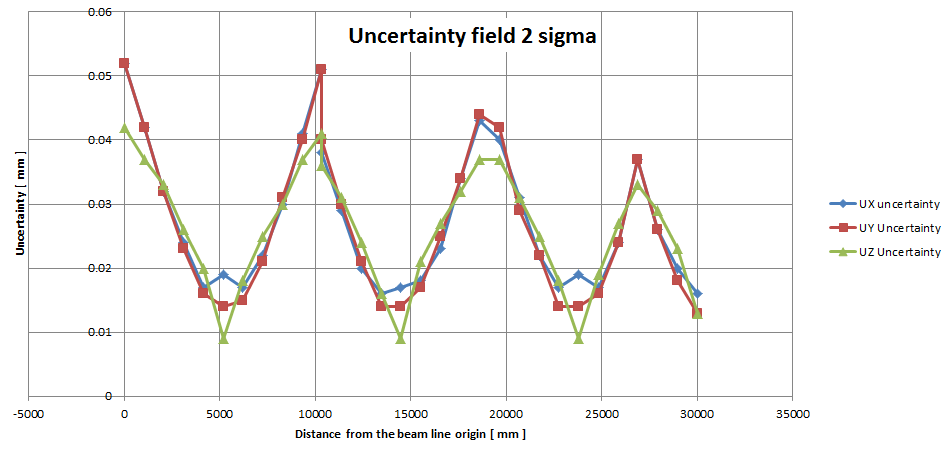 Uncertainty field 2 sigma
0.06
0.05
0.04
0.03
0.02
0.01
0
Uncertainty [ mm ]
-5000 0 5000 10000 15000 20000 25000 30000 35000
Distance from the beam line origin [ mm ]
UX uncertainty
UY Uncertainty
UZ Uncertainty